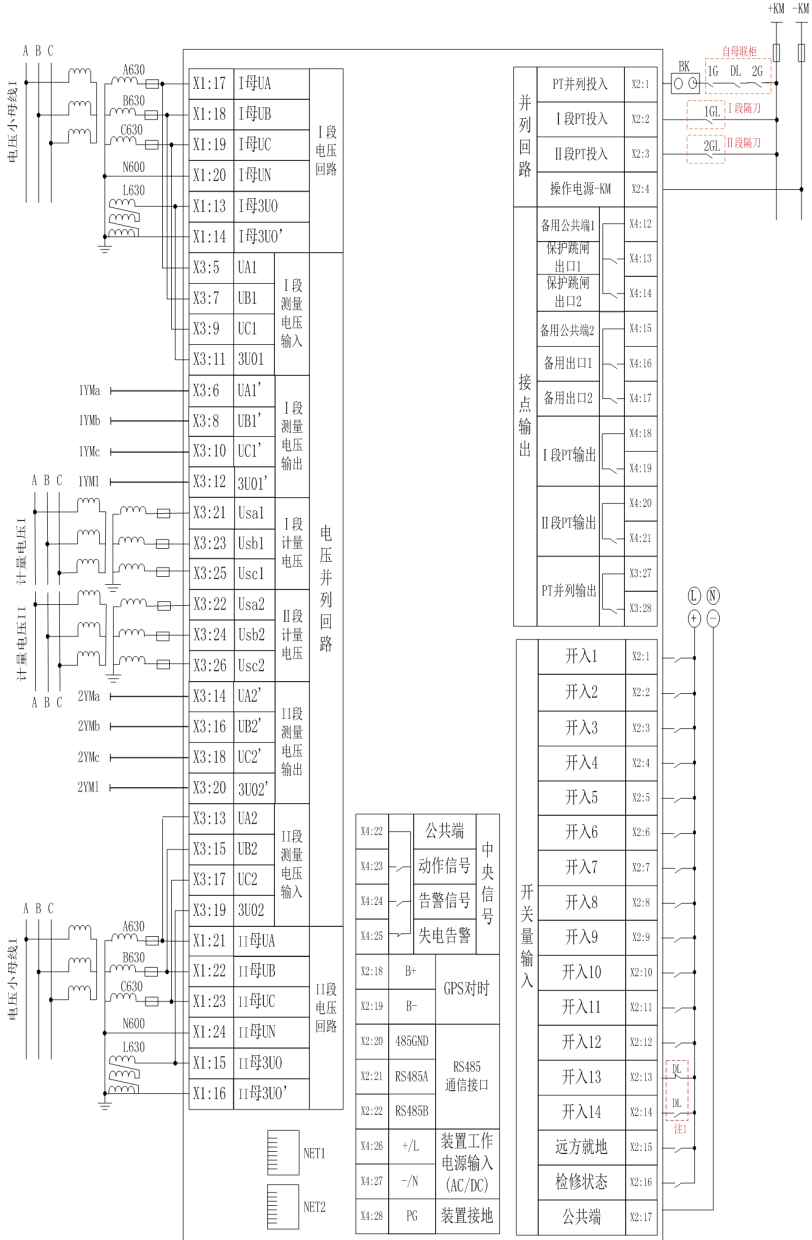 +KM -KM
A B C
电压小母线I
A630
B630
C630
N600
L630
X1:17 I母UA
X1:18 I母UB
X1:19 I母UC
X1:20 I母UN
X1:13 I母3UO
X1:14 I母3UO'
I段
电压
回路
X3:5 UA1
X3:7 UB1
X3:9 UC1
X3:11 3U01
I段
测量
电压
输入
1YMa X3:6 UA1'
1YMb X3:8 UB1'
1YMc X3:10 UC1'
1YMl X3:12 3U01'
I段
测量
电压
输出
A B C
计量电压I
X3:21 Usa1
X3:23 Usb1
X3:25 Usc1
I段
计量
电压
计量电压II
A B C
X3:22 Usa2
X3:24 Usb2
X3:26 Usc2
II段
计量
电压
2YMa X3:14 UA2'
2YMb X3:16 UB2'
2YMc X3:18 UC2'
2YMl X3:20 3U02'
II段
测量
电压
输出
X3:13 UA2
X3:15 UB2
X3:17 UC2
X3:19 3U02
II段
测量
电压
输入
A B C
电压小母线I
A630
B630
C630
N600
L630
X1:21 II母UA
X1:22 II母UB
X1:23 II母UC
X1:24 II母UN
X1:15 II母3UO
X1:16 II母3UO'
II段
电压
回路
电压并列回路
NET1
NET2
X4:22 公共端
X4:23 动作信号
X4:24 告警信号
X4:25 失电告警
中央信号
X2:18 B+
X2:19 B-
GPS对时
X2:20 485GND
X2:21 RS485A
X2:22 RS485B
RS485
通信接口
X4:26 +/L
X4:27 -/N
装置工作
电源输入
(AC/DC)
X4:28 PG 装置接地
并列回路
PT并列投入 X2:1
I段PT投入 X2:2
II段PT投入 X2:3
操作电源-KM X2:4
自母联柜
BK 1G DL 2G
1GL I段隔刀
2GL II段隔刀
接点输出
备用公共端1 X4:12
保护跳闸
出口1 X4:13
保护跳闸
出口2 X4:14
备用公共端2 X4:15
备用出口1 X4:16
备用出口2 X4:17
I段PT输出 X4:18
X4:19
II段PT输出 X4:20
X4:21
PT并列输出 X3:27
X3:28
L N
+ −
开关量输入
开入1 X2:1
开入2 X2:2
开入3 X2:3
开入4 X2:4
开入5 X2:5
开入6 X2:6
开入7 X2:7
开入8 X2:8
开入9 X2:9
开入10 X2:10
开入11 X2:11
开入12 X2:12
开入13 X2:13 DL
开入14 X2:14 DL
注1
远方就地 X2:15
检修状态 X2:16
公共端 X2:17